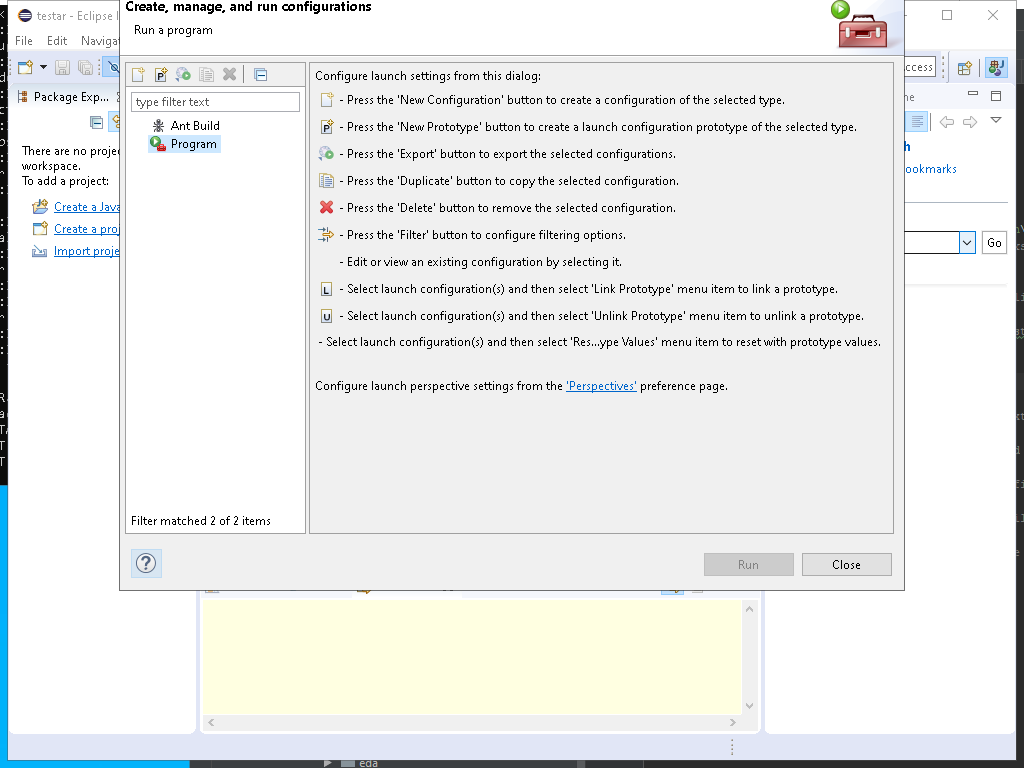 Create, manage, and run configurations
Run a program
testar - Eclipse
File Edit Navigat
ccess
Package Exp...
type filter text
Ant Build
Program
Filter matched 2 of 2 items
There are no proje
workspace.
To add a project:
Create a Java
Create a proj
Import proje
Configure launch settings from this dialog:
- Press the 'New Configuration' button to create a configuration of the selected type.
- Press the 'New Prototype' button to create a launch configuration prototype of the selected type.
- Press the 'Export' button to export the selected configurations.
- Press the 'Duplicate' button to copy the selected configuration.
- Press the 'Delete' button to remove the selected configuration.
- Press the 'Filter' button to configure filtering options.
- Edit or view an existing configuration by selecting it.
L - Select launch configuration(s) and then select 'Link Prototype' menu item to link a prototype.
U - Select launch configuration(s) and then select 'Unlink Prototype' menu item to unlink a prototype.
- Select launch configuration(s) and then select 'Res...ype Values' menu item to reset with prototype values.
Configure launch perspective settings from the 'Perspectives' preference page.
ookmarks
Go
Run
Close
eda